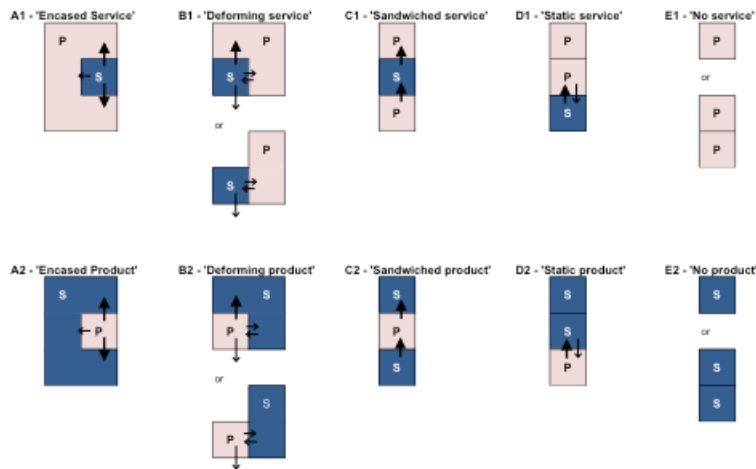 A1 - 'Encased Service' B1 - 'Deforming service' C1 - 'Sandwiched service' D1 - 'Static service' E1 - 'No service'
P P P P P
S S S P or
P S P
or P
P
S
A2 - 'Encased Product' B2 - 'Deforming product' C2 - 'Sandwiched product' D2 - 'Static product' E2 - 'No product'
S S S S S
P P P S or
S P S
or S
S
P